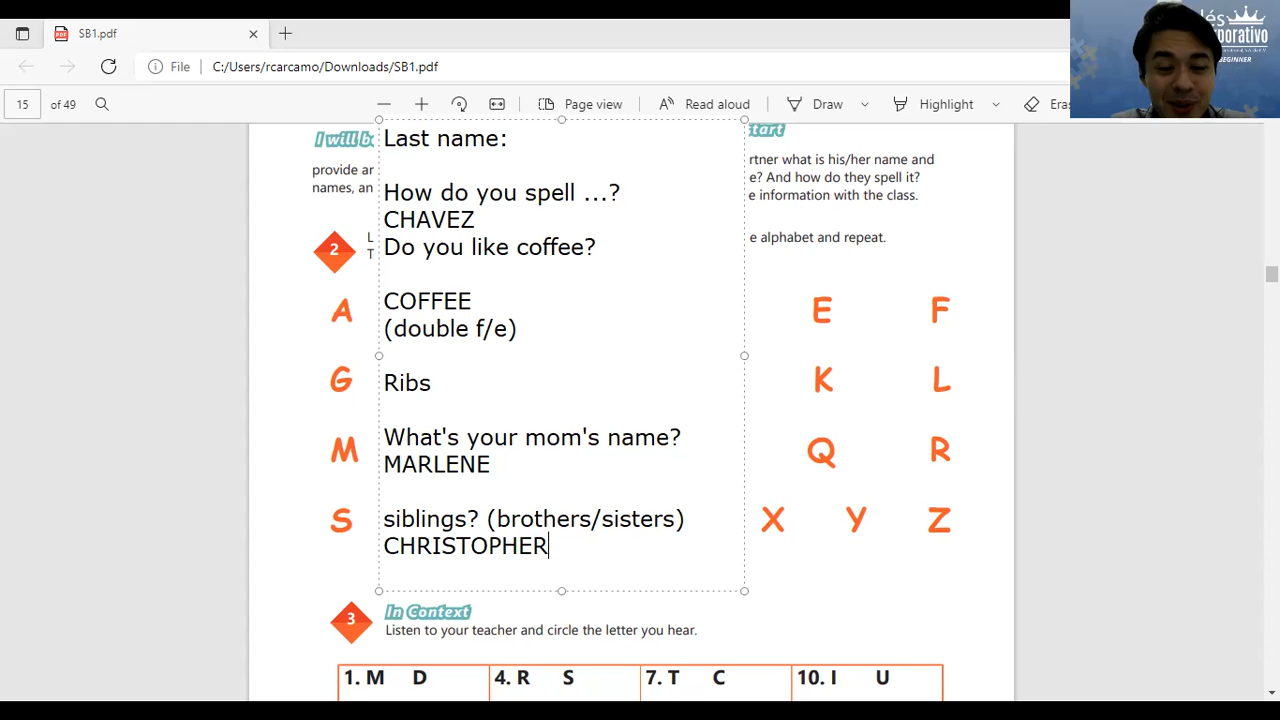 SB1.pdf
File C:/Users/rcarcamo/Downloads/SB1.pdf
15 of 49
Page view
Read aloud
Draw
Highlight
BEGINNER
I will b
start
provide
rtner what is his/her name and
names, an
e? And how do they spell it?
e information with the class.
e alphabet and repeat.
Last name:
How do you spell ...?
CHAVEZ
Do you like coffee?
COFFEE
(double f/e)
Ribs
What's your mom's name?
MARLENE
siblings? (brothers/sisters)
CHRISTOPHER
2 L
T
A E F
G K L
M Q R
S X Y Z
3 In Context
Listen to your teacher and circle the letter you hear.
1. M D 4. R S 7. T C 10. I U